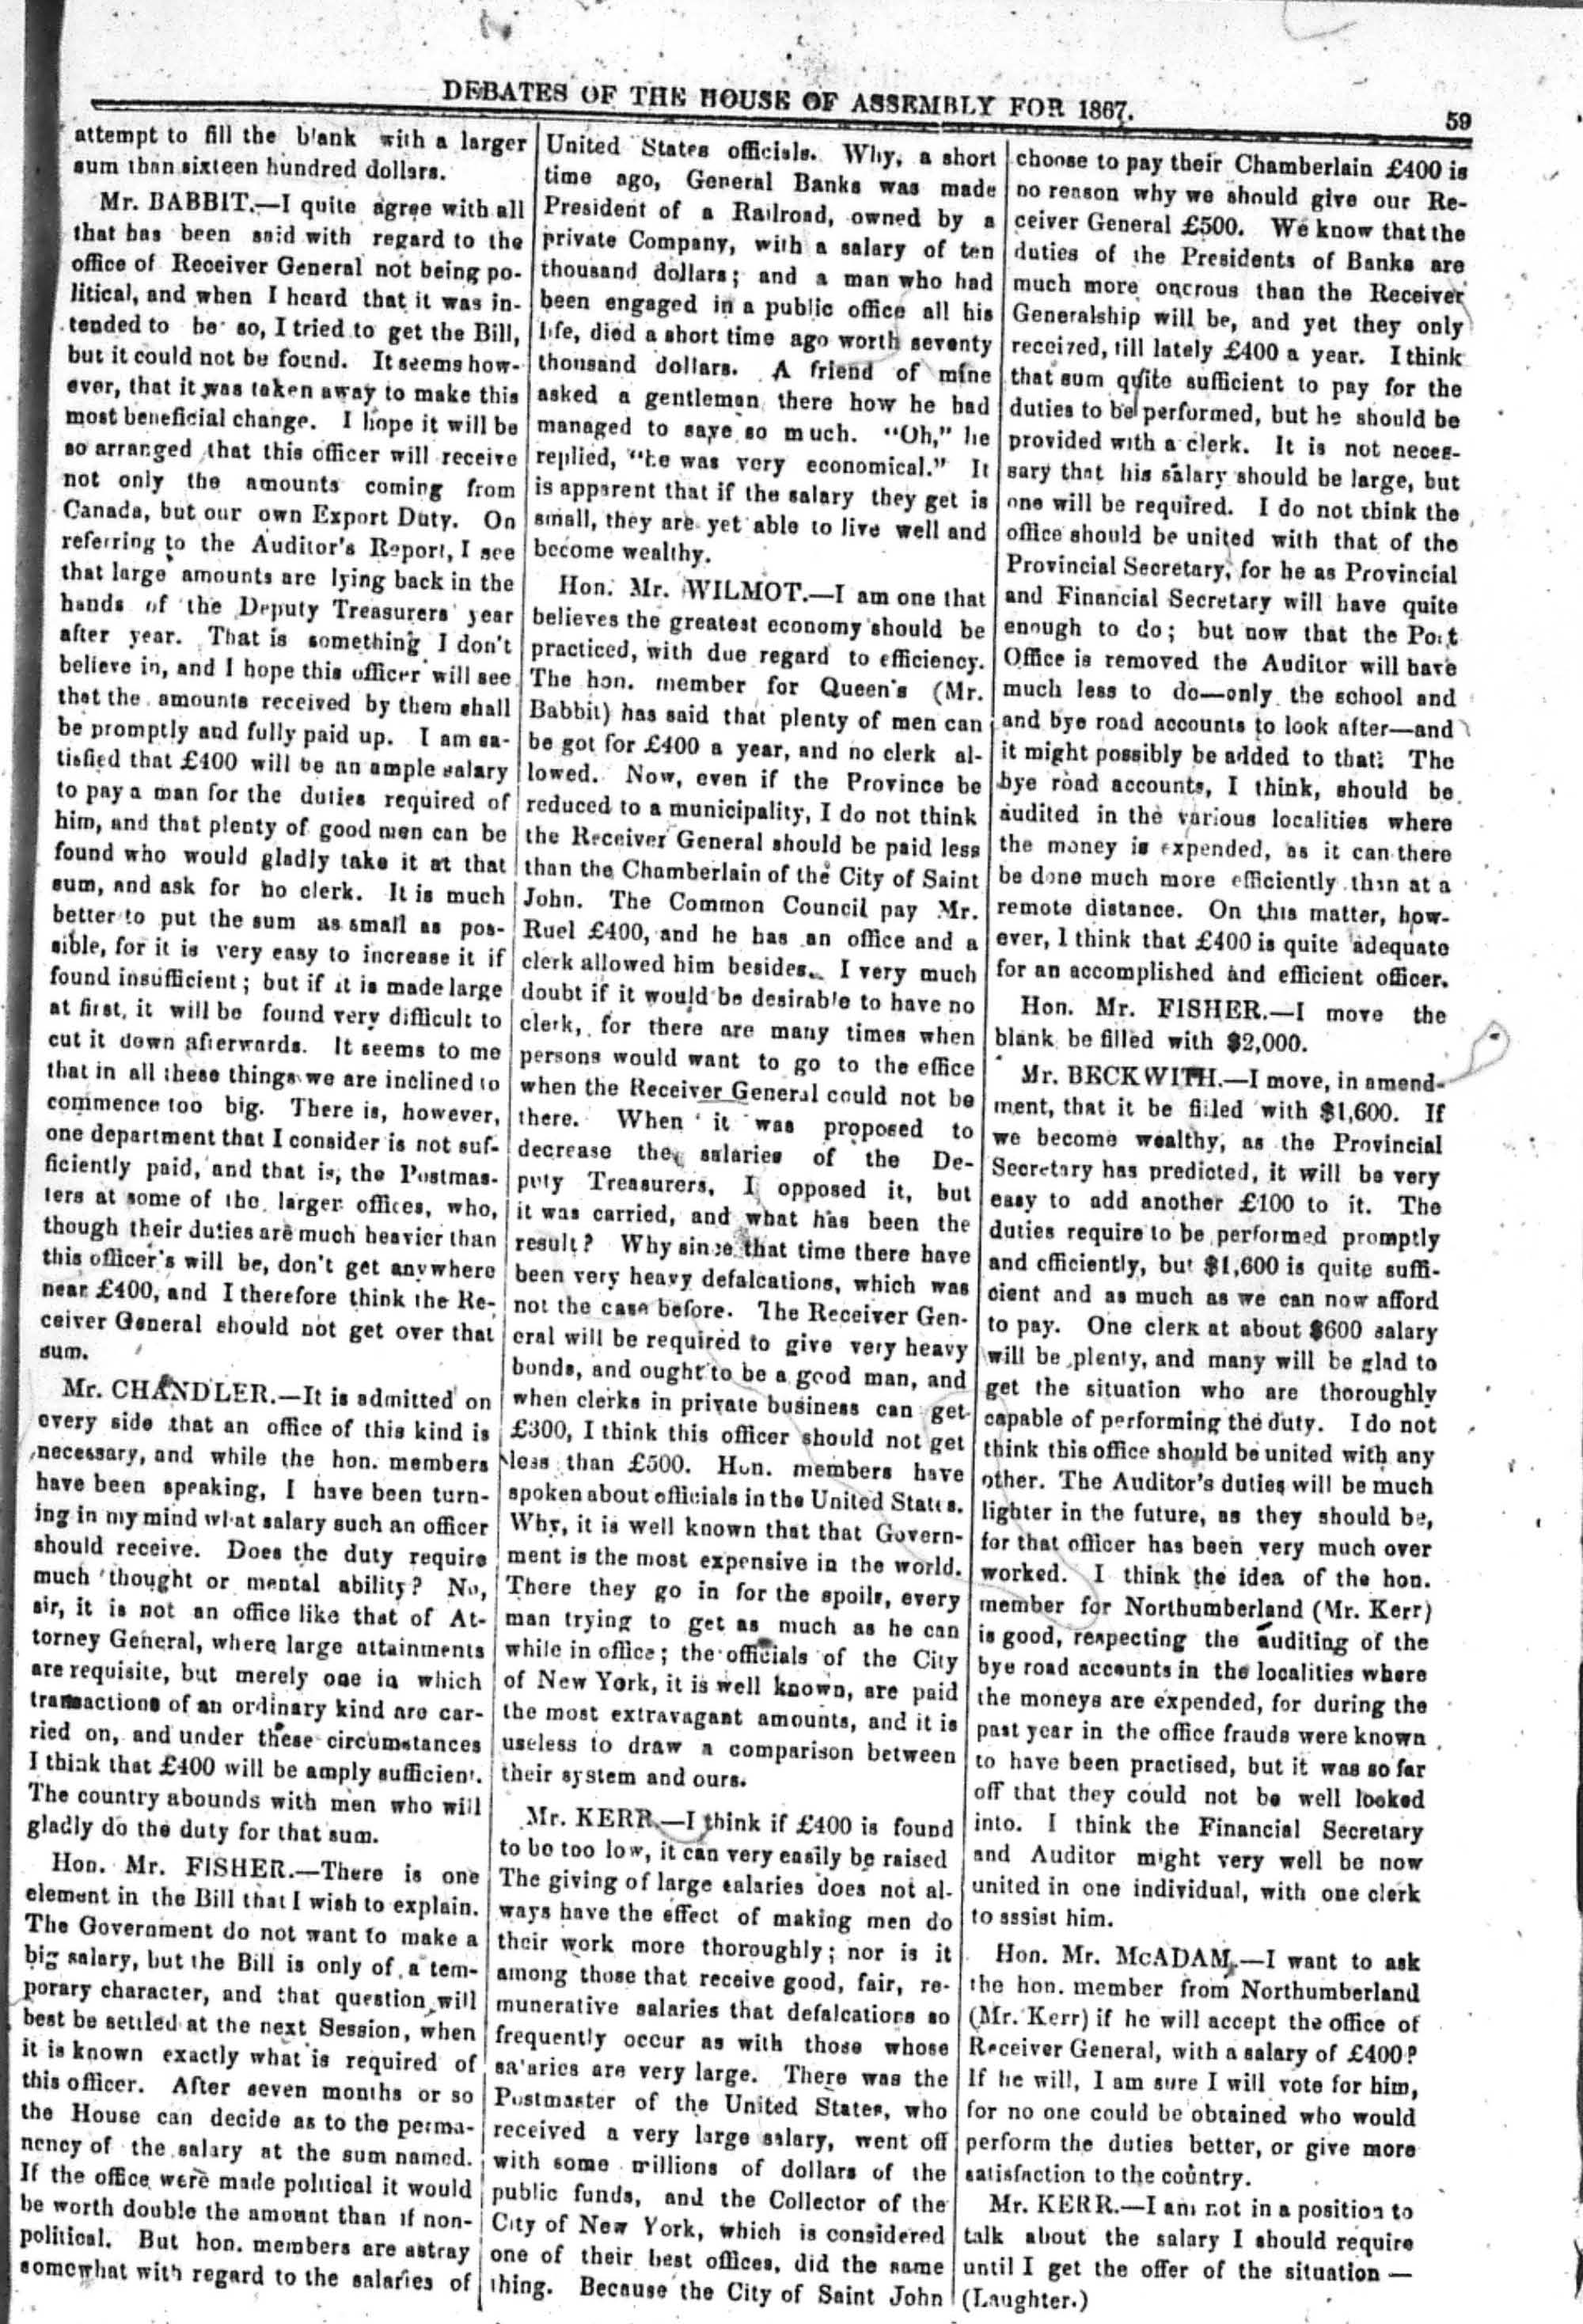 DEBATES OF THE HOUSE OF ASSEMBLY FOR 1867.
59
attempt to fill the blank with a larger
sum than sixteen hundred dollars.
Mr. BABBIT.—I quite agree with all
that has been said with regard to the
office of Receiver General not being po-
litical, and when I heard that it was in-
tended to be so, I tried to get the Bill,
but it could not be found. It seems how-
ever, that it was taken away to make this
most beneficial change. I hope it will be
so arranged that this officer will receive
not only the amounts coming from
Canada, but our own Export Duty. On
referring to the Auditor's Report, I see
that large amounts are lying back in the
hands of the Deputy Treasurers year
after year. That is something I don't
believe in, and I hope this officer will see
that the amounts received by them shall
be promptly and fully paid up. I am sa-
tisfied that £400 will be an ample salary
to pay a man for the duties required of
him, and that plenty of good men can be
found who would gladly take it at that
sum, and ask for no clerk. It is much
better to put the sum as small as pos-
sible, for it is very easy to increase it if
found insufficient; but if it is made large
at first, it will be found very difficult to
cut it down afterwards. It seems to me
that in all these things we are inclined to
commence too big. There is, however,
one department that I consider is not suf-
ficiently paid, and that is, the Postmas-
ters at some of the larger offices, who,
though their duties are much heavier than
this officer's will be, don't get anywhere
near £400, and I therefore think the Re-
ceiver General should not get over that
sum.
Mr. CHANDLER.—It is admitted on
every side that an office of this kind is
necessary, and while the hon. members
have been speaking, I have been turn-
ing in my mind what salary such an officer
should receive. Does the duty require
much thought or mental ability? No,
sir, it is not an office like that of At-
torney General, where large attainments
are requisite, but merely one in which
transactions of an ordinary kind are car-
ried on, and under these circumstances
I think that £400 will be amply sufficient.
The country abounds with men who will
gladly do the duty for that sum.
Hon. Mr. FISHER.—There is one
element in the Bill that I wish to explain.
The Government do not want to make a
big salary, but the Bill is only of a tem-
porary character, and that question will
best be settled at the next Session, when
it is known exactly what is required of
this officer. After seven months or so
the House can decide as to the perma-
nency of the salary at the sum named.
If the office were made political it would
be worth double the amount than if non-
political. But hon. members are astray
somewhat with regard to the salaries of
United States officials. Why, a short
time ago, General Banks was made
President of a Railroad, owned by a
private Company, with a salary of ten
thousand dollars; and a man who had
been engaged in a public office all his
life, died a short time ago worth seventy
thousand dollars. A friend of mine
asked a gentleman there how he had
managed to save so much. "Oh," he
replied, "he was very economical." It
is apparent that if the salary they get is
small, they are yet able to live well and
become wealthy.
Hon. Mr. WILMOT.—I am one that
believes the greatest economy should be
practiced, with due regard to efficiency.
The hon. member for Queen's (Mr.
Babbit) has said that plenty of men can
be got for £400 a year, and no clerk al-
lowed. Now, even if the Province be
reduced to a municipality, I do not think
the Receiver General should be paid less
than the Chamberlain of the City of Saint
John. The Common Council pay Mr.
Ruel £400, and he has an office and a
clerk allowed him besides. I very much
doubt if it would be desirable to have no
clerk, for there are many times when
persons would want to go to the office
when the Receiver General could not be
there. When it was proposed to
decrease the salaries of the De-
puty Treasurers, I opposed it, but
it was carried, and what has been the
result? Why since that time there have
been very heavy defalcations, which was
not the case before. The Receiver Gen-
eral will be required to give very heavy
bonds, and ought to be a good man, and
when clerks in private business can get
£300, I think this officer should not get
less than £500. Hon. members have
spoken about officials in the United States.
Why, it is well known that that Govern-
ment is the most expensive in the world.
There they go in for the spoils, every
man trying to get as much as he can
while in office; the officials of the City
of New York, it is well known, are paid
the most extravagant amounts, and it is
useless to draw a comparison between
their system and ours.
Mr. KERR.—I think if £400 is found
to be too low, it can very easily be raised
The giving of large salaries does not al-
ways have the effect of making men do
their work more thoroughly; nor is it
among those that receive good, fair, re-
munerative salaries that defalcations so
frequently occur as with those whose
salaries are very large. There was the
Postmaster of the United States, who
received a very large salary, went off
with some millions of dollars of the
public funds, and the Collector of the
City of New York, which is considered
one of their best offices, did the same
thing. Because the City of Saint John
choose to pay their Chamberlain £400 is
no reason why we should give our Re-
ceiver General £500. We know that the
duties of the Presidents of Banks are
much more onerous than the Receiver
Generalship will be, and yet they only
received, till lately £400 a year. I think
that sum quite sufficient to pay for the
duties to be performed, but he should be
provided with a clerk. It is not neces-
sary that his salary should be large, but
one will be required. I do not think the
office should be united with that of the
Provincial Secretary, for he as Provincial
and Financial Secretary will have quite
enough to do; but now that the Post
Office is removed the Auditor will have
much less to do—only the school and
and bye road accounts to look after—and
it might possibly be added to that. The
bye road accounts, I think, should be
audited in the various localities where
the money is expended, as it can there
be done much more efficiently than at a
remote distance. On this matter, how-
ever, I think that £400 is quite adequate
for an accomplished and efficient officer.
Hon. Mr. FISHER.—I move the
blank be filled with $2,000.
Mr. BECKWITH.—I move, in amend-
ment, that it be filled with $1,600. If
we become wealthy, as the Provincial
Secretary has predicted, it will be very
easy to add another £100 to it. The
duties require to be performed promptly
and efficiently, but $1,600 is quite suffi-
cient and as much as we can now afford
to pay. One clerk at about $600 salary
will be plenty, and many will be glad to
get the situation who are thoroughly
capable of performing the duty. I do not
think this office should be united with any
other. The Auditor's duties will be much
lighter in the future, as they should be,
for that officer has been very much over
worked. I think the idea of the hon.
member for Northumberland (Mr. Kerr)
is good, respecting the auditing of the
bye road accounts in the localities where
the moneys are expended, for during the
past year in the office frauds were known
to have been practised, but it was so far
off that they could not be well looked
into. I think the Financial Secretary
and Auditor might very well be now
united in one individual, with one clerk
to sssist him.
Hon. Mr. McADAM.—I want to ask
the hon. member from Northumberland
(Mr. Kerr) if he will accept the office of
Receiver General, with a salary of £400?
If he will, I am sure I will vote for him,
for no one could be obtained who would
perform the duties better, or give more
satisfaction to the country.
Mr. KERR.—I am not in a position to
talk about the salary I should require
until I get the offer of the situation—
(Laughter.)